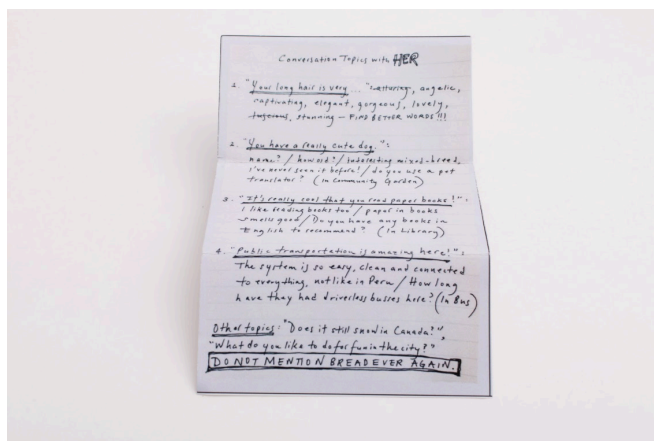 Conversation Topics with HER
1. "Your long hair is very... alluring, angelic,
captivating, elegant, gorgeous, lovely,
luscious, stunning — FIND BETTER WORDS!!!
2. "You have a really cute dog.":
name? / how old? / Interesting mixed-breed,
I've never seen it before! / do you use a pet
translator? (In Community Garden)
3. "It's really cool that you read paper books!":
I like reading books too / paper in books
smells good / Do you have any books in
English to recommend? (In Library)
4. "Public transportation is amazing here!":
The system is so easy, clean and connected
to everything, not like in Peru / How long
have they had driverless busses here? (In Bus)
Other topics: "Does it still snow in Canada?",
"What do you like to do for fun in the city?"
DO NOT MENTION BREAD EVER AGAIN.